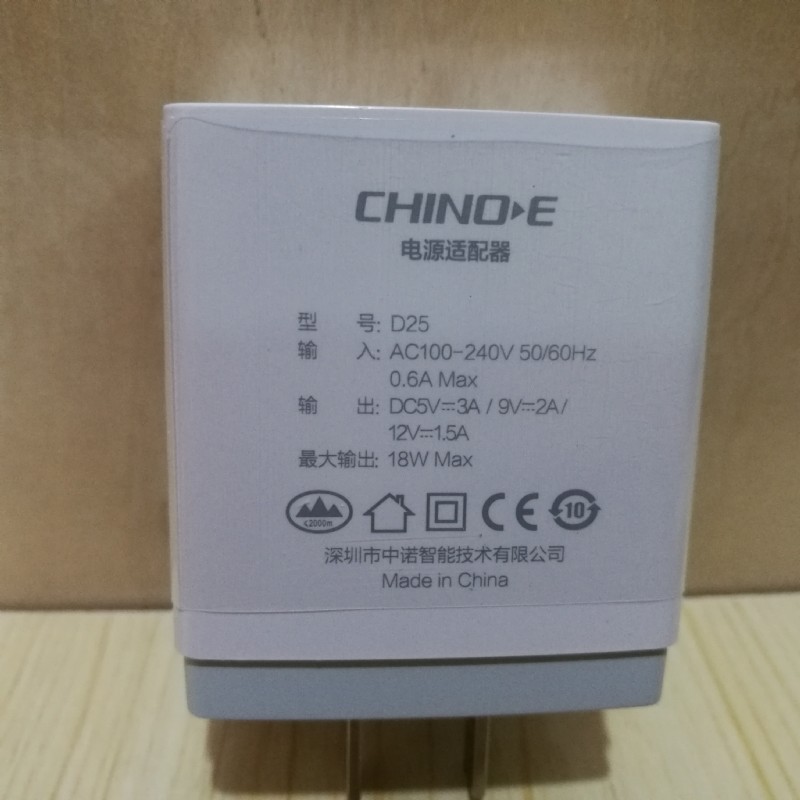 CHINO-E
电源适配器
型 号: D25
输 入: AC100-240V 50/60Hz
0.6A Max
输 出: DC5V⎓3A / 9V⎓2A/
12V⎓1.5A
最大输出: 18W Max
≤2000m
CE
10
深圳市中诺智能技术有限公司
Made in China